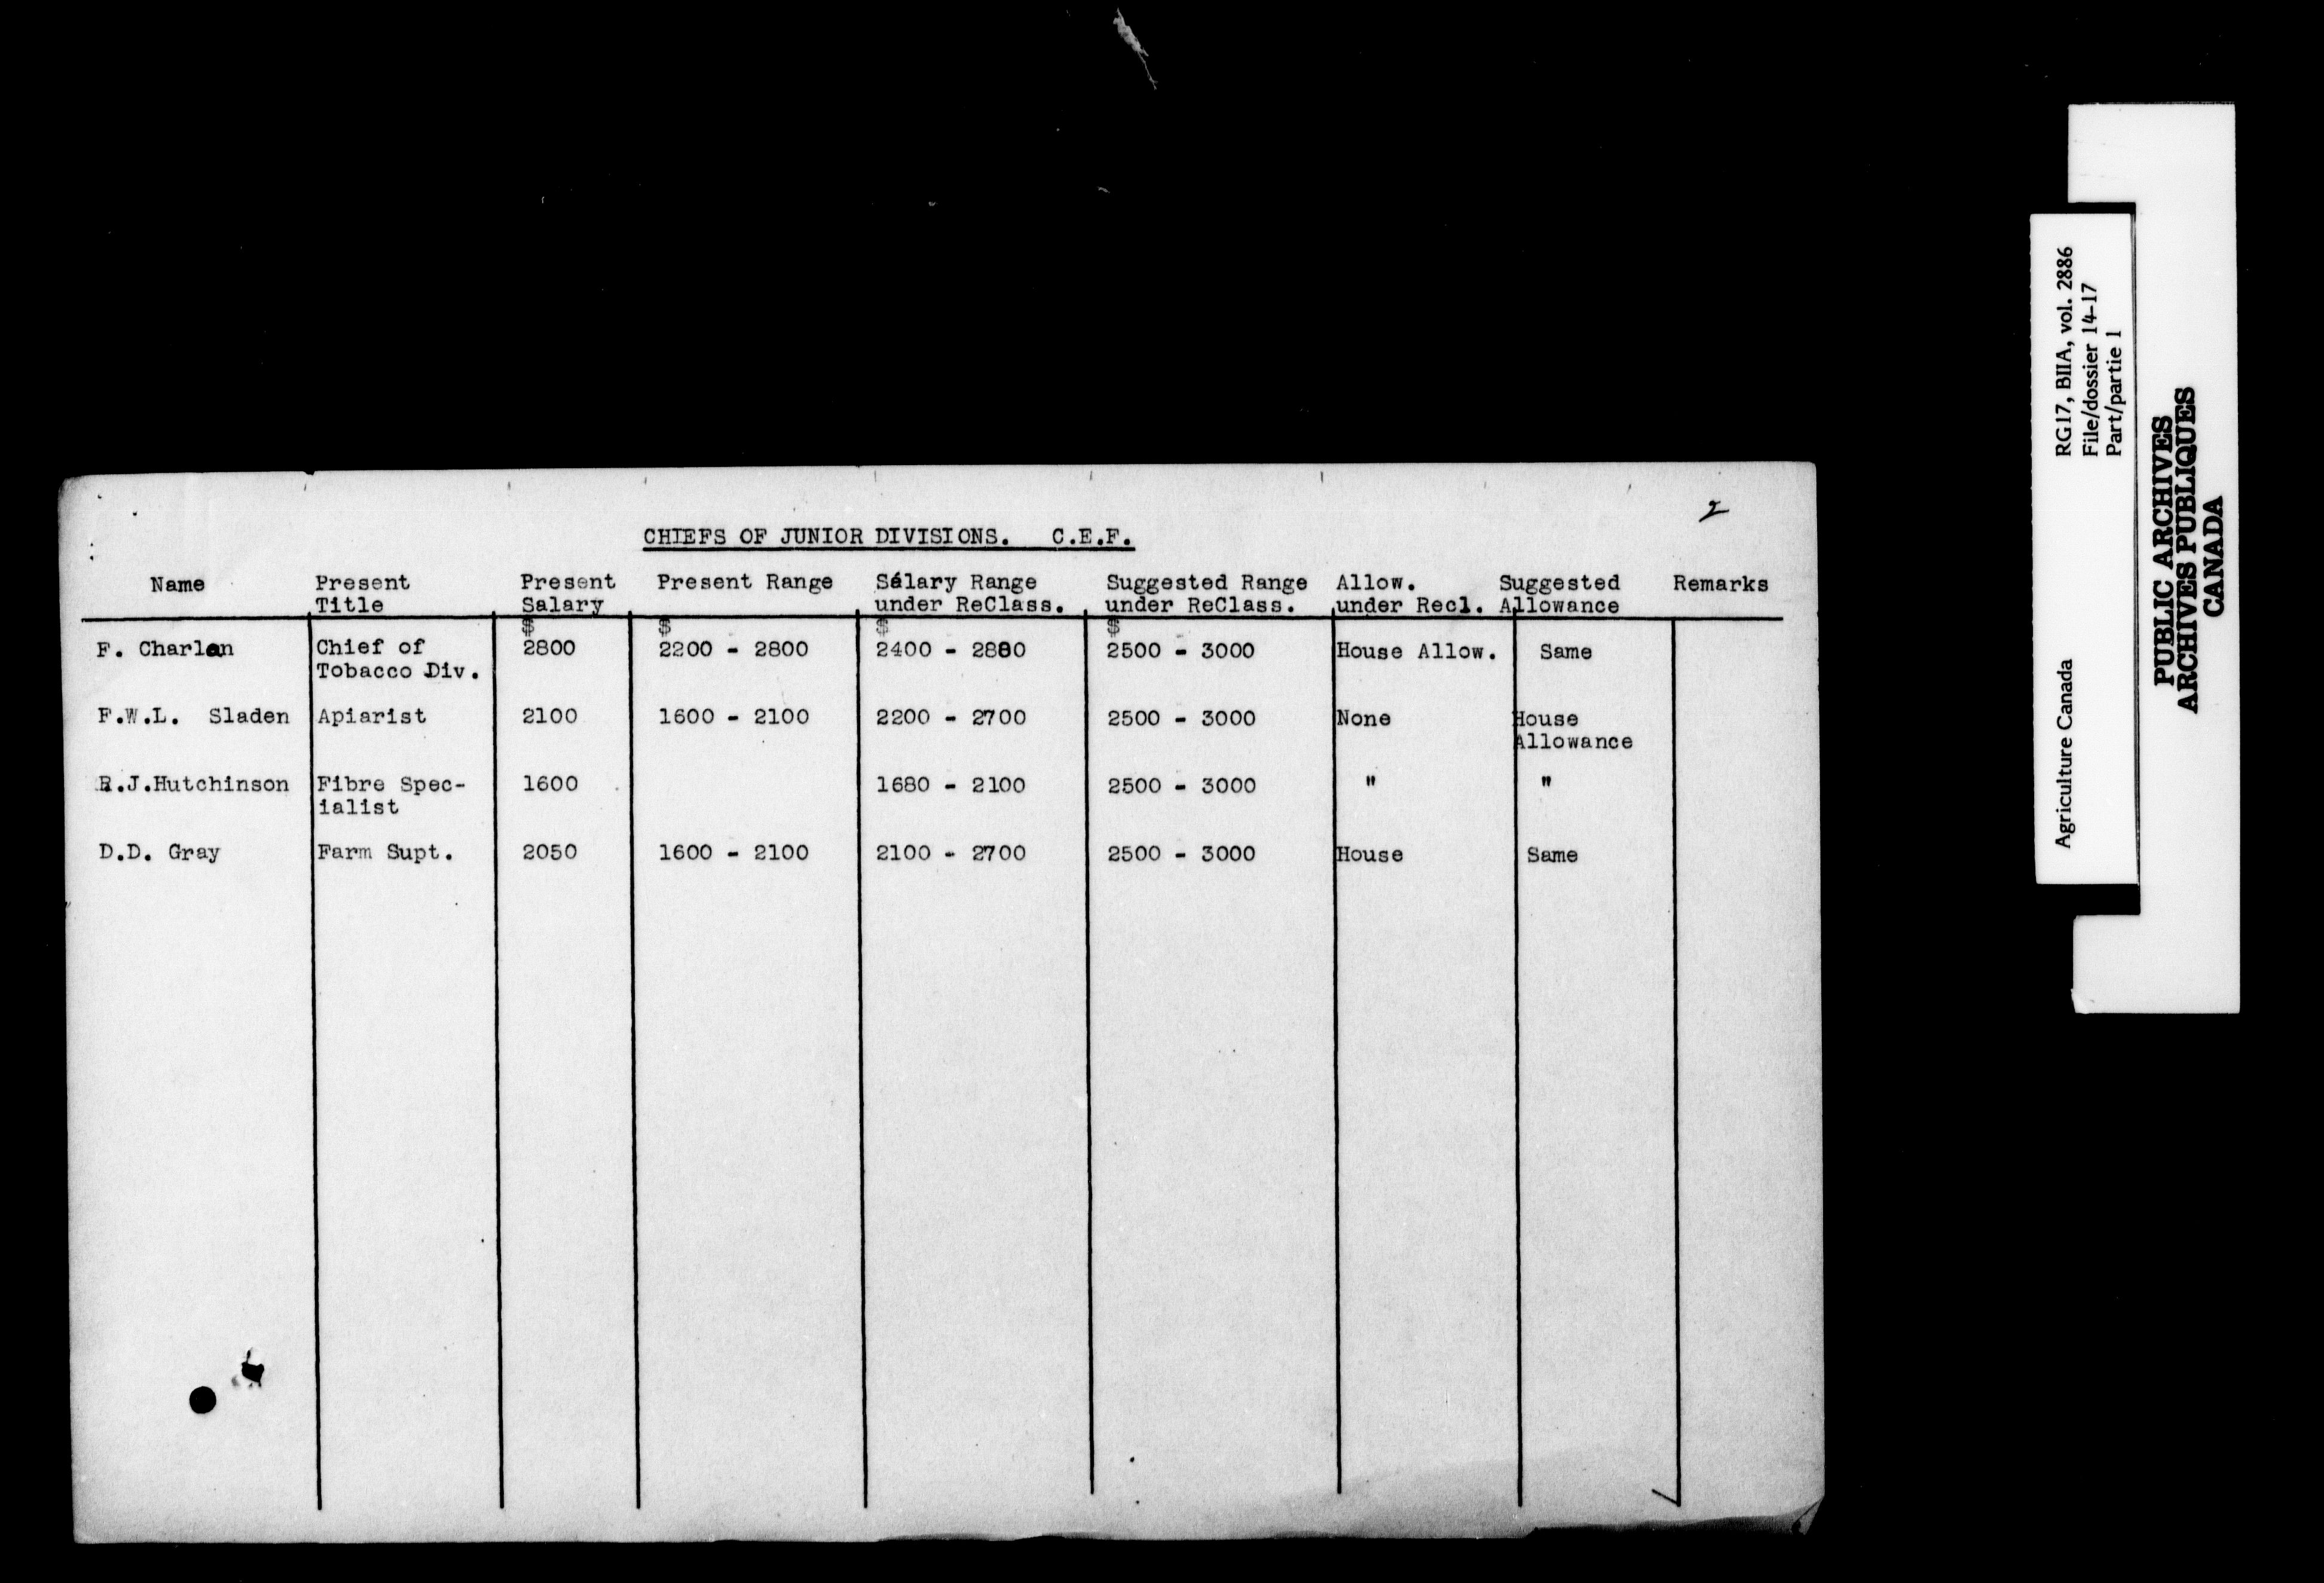 2
CHIEFS OF JUNIOR DIVISIONS. C.E.F.
Name Present Title Present Salary Present Range Sálary Range under ReClass. Suggested Range under ReClass. Allow. under Recl. Suggested Allowance Remarks
$ $ $ $
F. Charlan Chief of Tobacco Div. 2800 2200 - 2800 2400 - 2880 2500 - 3000 House Allow. Same
F.W.L. Sladen Apiarist 2100 1600 - 2100 2200 - 2700 2500 - 3000 None House Allowance
R.J.Hutchinson Fibre Spec-ialist 1600 1680 - 2100 2500 - 3000 " "
D.D. Gray Farm Supt. 2050 1600 - 2100 2100 - 2700 2500 - 3000 House Same
Agriculture Canada RG17, BIIA, vol. 2886
File/dossier 14-17
Part/partie 1
PUBLIC ARCHIVES
ARCHIVES PUBLIQUES
CANADA